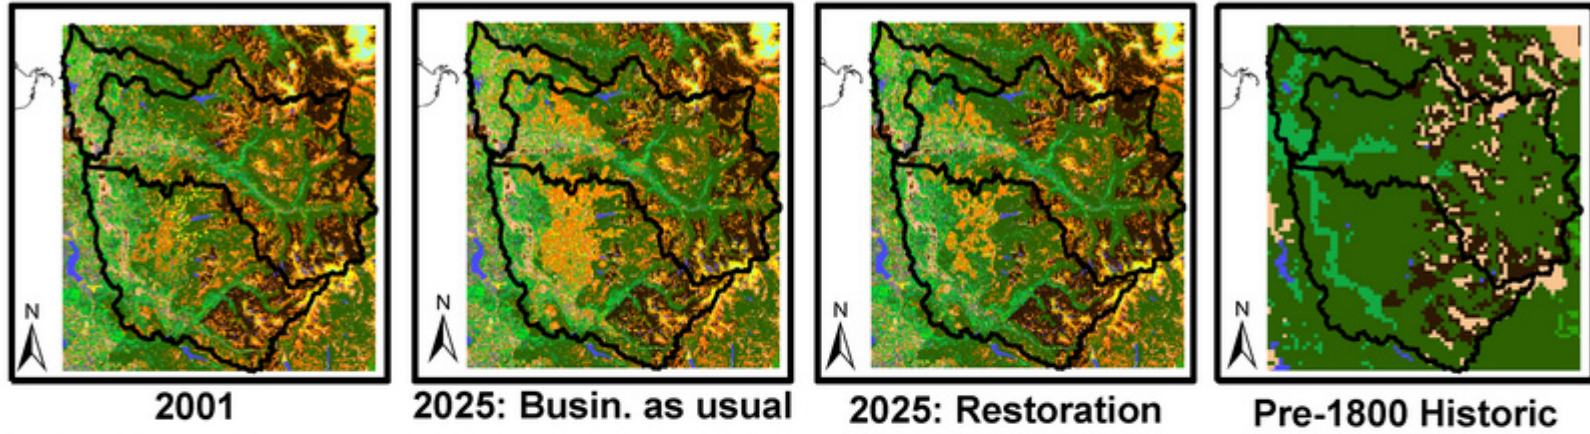 N N N N
2001 2025: Busin. as usual 2025: Restoration Pre-1800 Historic